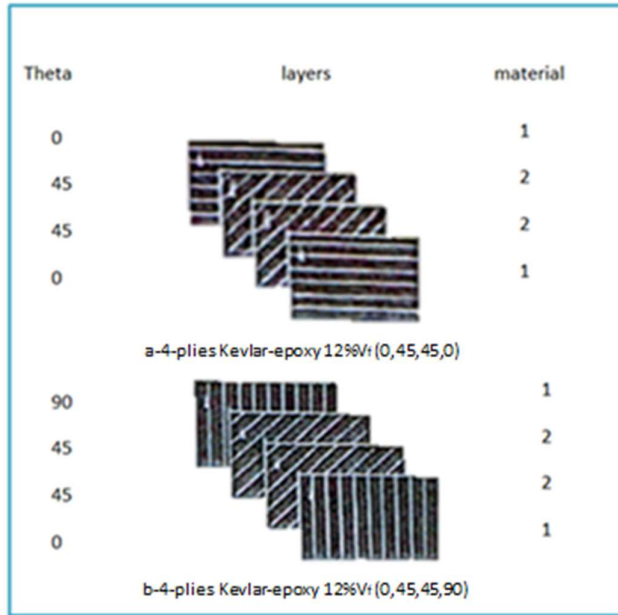 Theta layers material
0 1
45 2
45 2
0 1
a-4-plies Kevlar-epoxy 12%Vf (0,45,45,0)
90 1
45 2
45 2
0 1
b-4-plies Kevlar-epoxy 12%Vf (0,45,45,90)